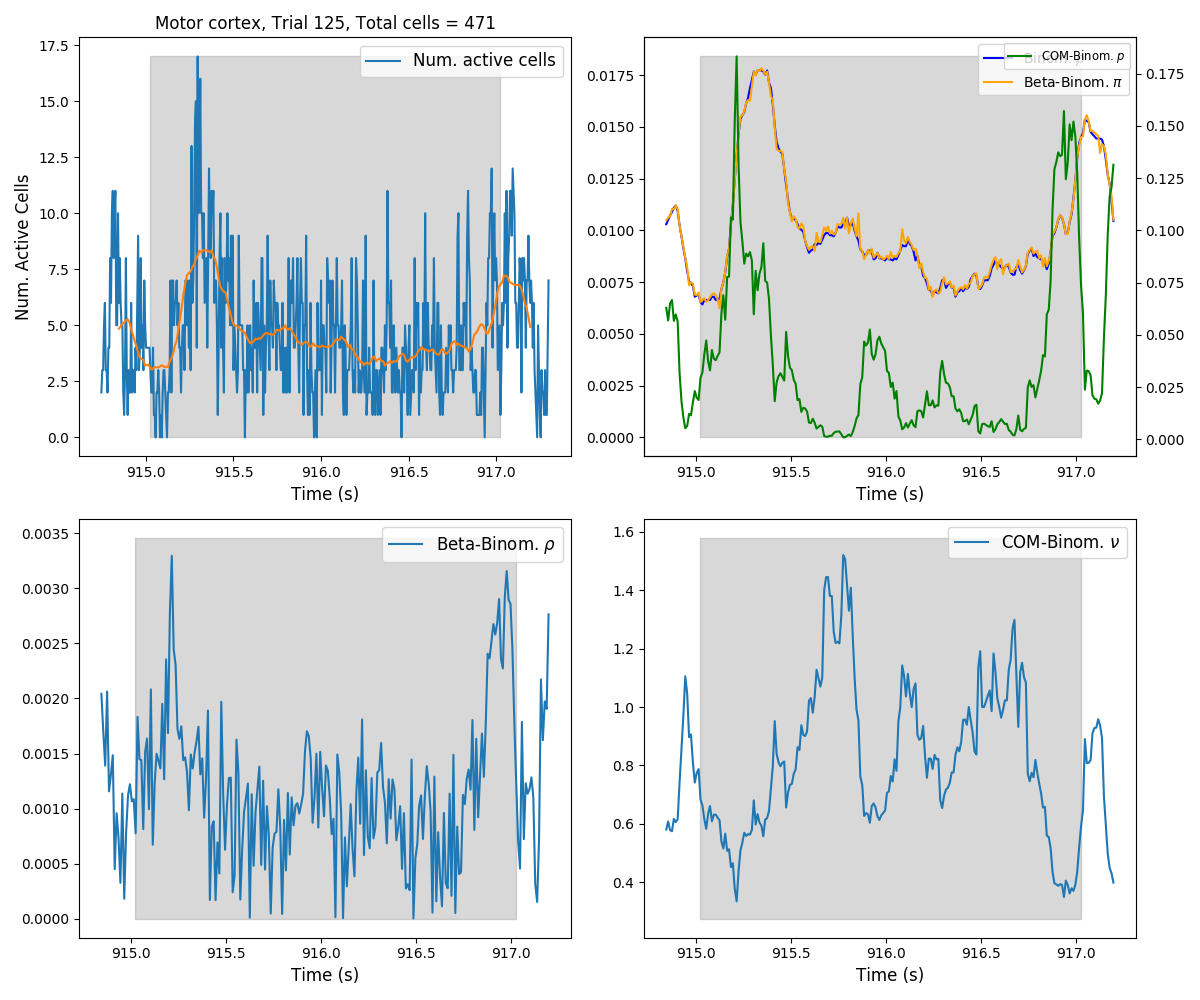 Motor cortex, Trial 125, Total cells = 471
Num. active cells
17.5
15.0
12.5
10.0
7.5
5.0
2.5
0.0
Num. Active Cells
915.0 915.5 916.0 916.5 917.0
Time (s)
COM-Binom. p
Beta-Binom. π
0.0175
0.0150
0.0125
0.0100
0.0075
0.0050
0.0025
0.0000
0.175
0.150
0.125
0.100
0.075
0.050
0.025
0.000
915.0 915.5 916.0 916.5 917.0
Time (s)
Beta-Binom. ρ
0.0035
0.0030
0.0025
0.0020
0.0015
0.0010
0.0005
0.0000
915.0 915.5 916.0 916.5 917.0
Time (s)
COM-Binom. ν
1.6
1.4
1.2
1.0
0.8
0.6
0.4
915.0 915.5 916.0 916.5 917.0
Time (s)